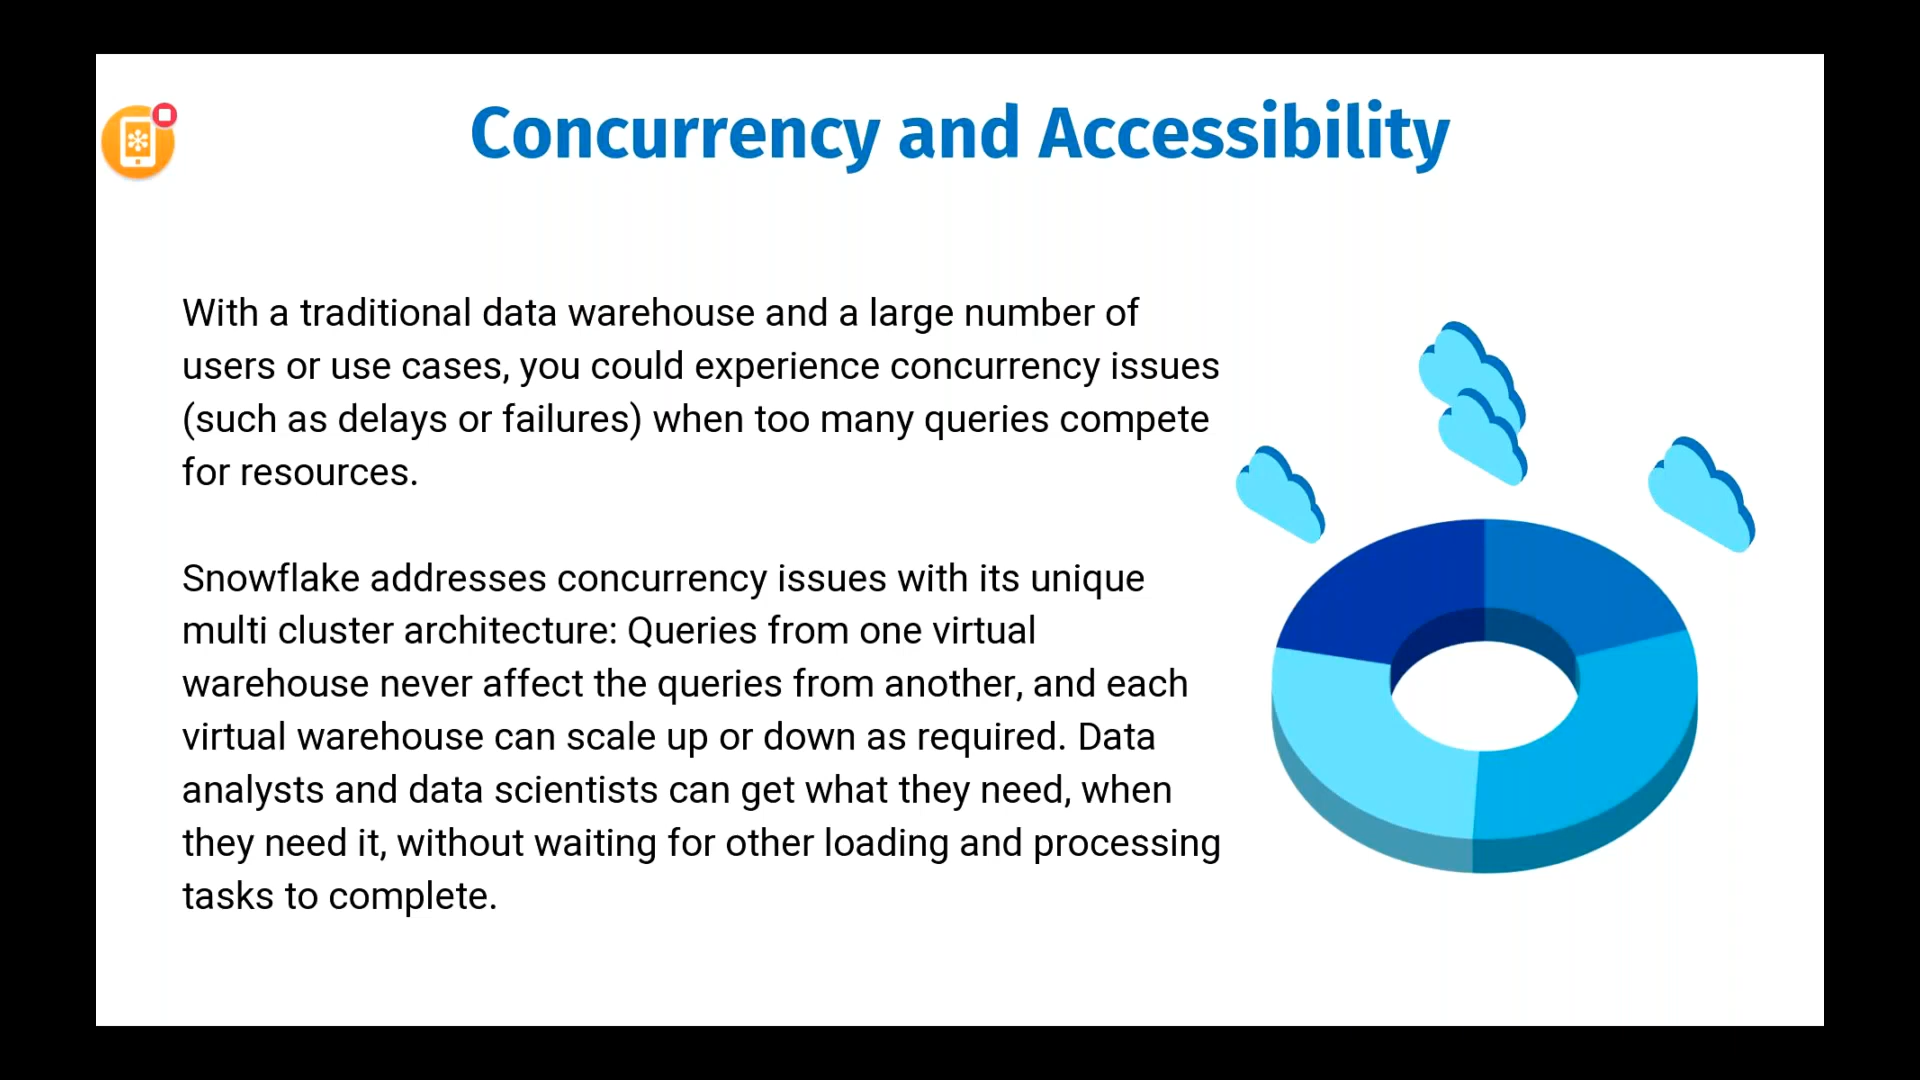 Concurrency and Accessibility
With a traditional data warehouse and a large number of
users or use cases, you could experience concurrency issues
(such as delays or failures) when too many queries compete
for resources.
Snowflake addresses concurrency issues with its unique
multi cluster architecture: Queries from one virtual
warehouse never affect the queries from another, and each
virtual warehouse can scale up or down as required. Data
analysts and data scientists can get what they need, when
they need it, without waiting for other loading and processing
tasks to complete.